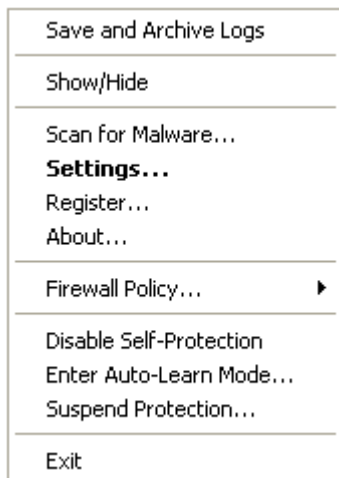 Save and Archive Logs
Show/Hide
Scan for Malware...
Settings...
Register...
About...
Firewall Policy...
Disable Self-Protection
Enter Auto-Learn Mode...
Suspend Protection...
Exit